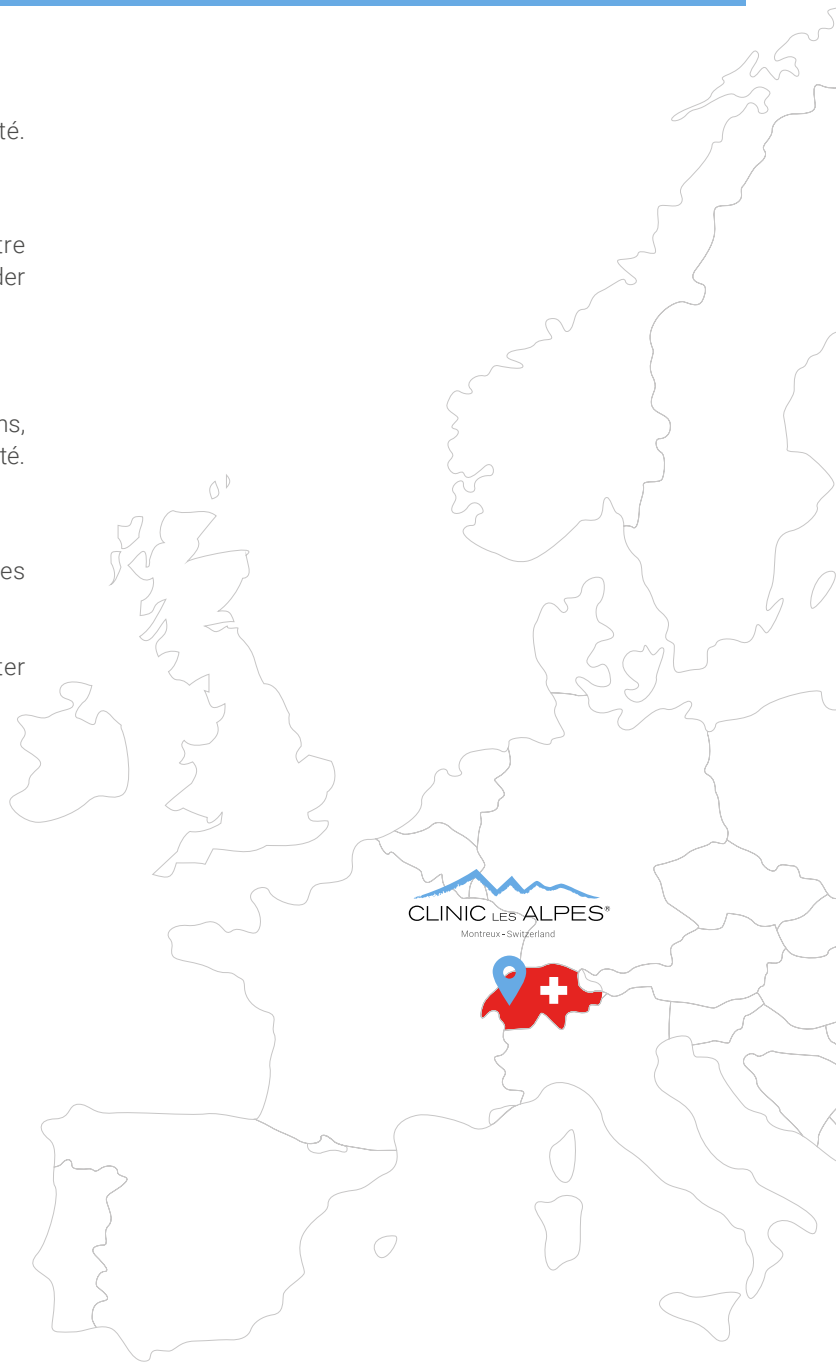 té.
tre
der
ns,
té.
es
ter
CLINIC LES ALPES®
Montreux-Switzerland